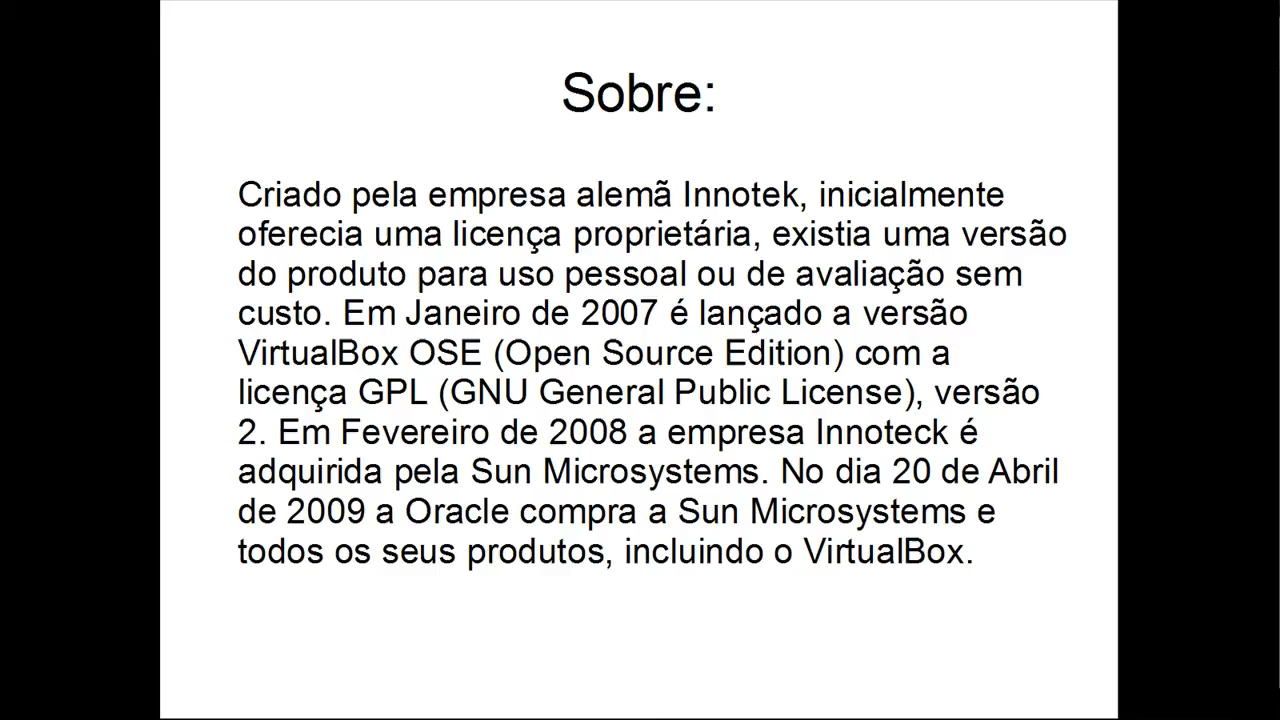 Sobre:
Criado pela empresa alemã Innotek, inicialmente
oferecia uma licença proprietária, existia uma versão
do produto para uso pessoal ou de avaliação sem
custo. Em Janeiro de 2007 é lançado a versão
VirtualBox OSE (Open Source Edition) com a
licença GPL (GNU General Public License), versão
2. Em Fevereiro de 2008 a empresa Innoteck é
adquirida pela Sun Microsystems. No dia 20 de Abril
de 2009 a Oracle compra a Sun Microsystems e
todos os seus produtos, incluindo o VirtualBox.